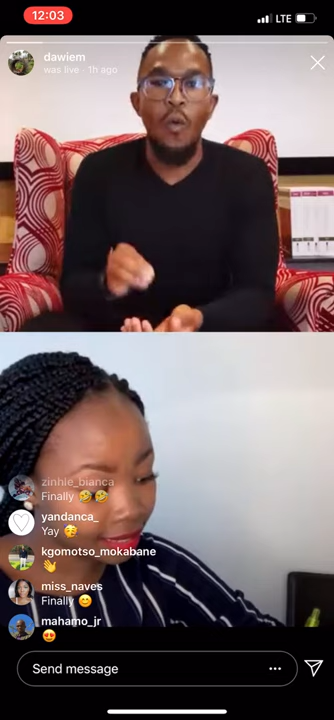 12:03
LTE
dawiem
was live · 1h ago
zinhle_bianca
Finally 🤣🤣
yandanca_
Yay 🥳
kgomotso_mokabane
👋
miss_naves
Finally 😊
mahamo_jr
😍
Send message